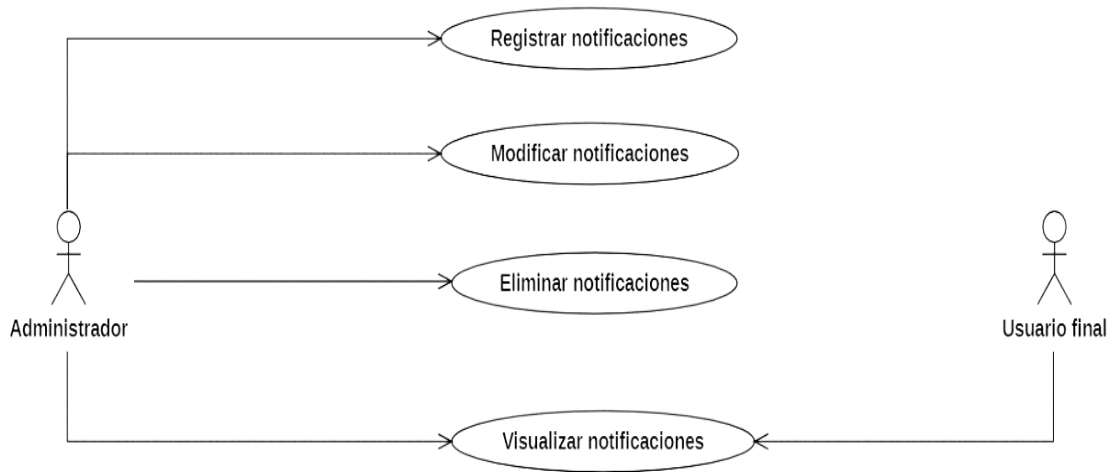 Registrar notificaciones
Modificar notificaciones
Eliminar notificaciones
Administrador
Usuario final
Visualizar notificaciones